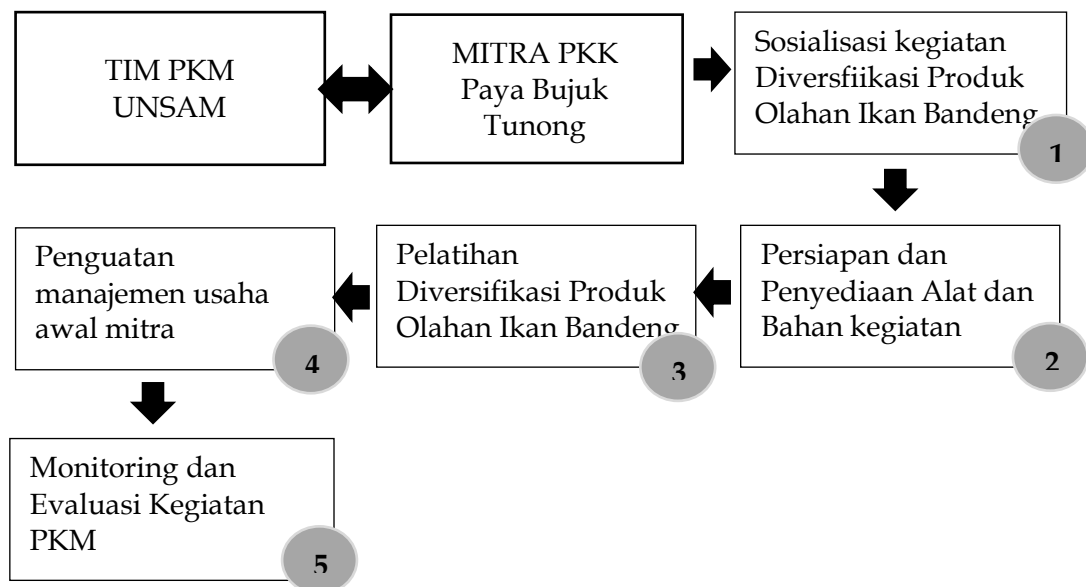 TIM PKM
UNSAM
MITRA PKK
Paya Bujuk
Tunong
Sosialisasi kegiatan
Diversfiikasi Produk
Olahan Ikan Bandeng
1
Persiapan dan
Penyediaan Alat dan
Bahan kegiatan
2
Pelatihan
Diversifikasi Produk
Olahan Ikan Bandeng
3
Penguatan
manajemen usaha
awal mitra
4
Monitoring dan
Evaluasi Kegiatan
PKM
5